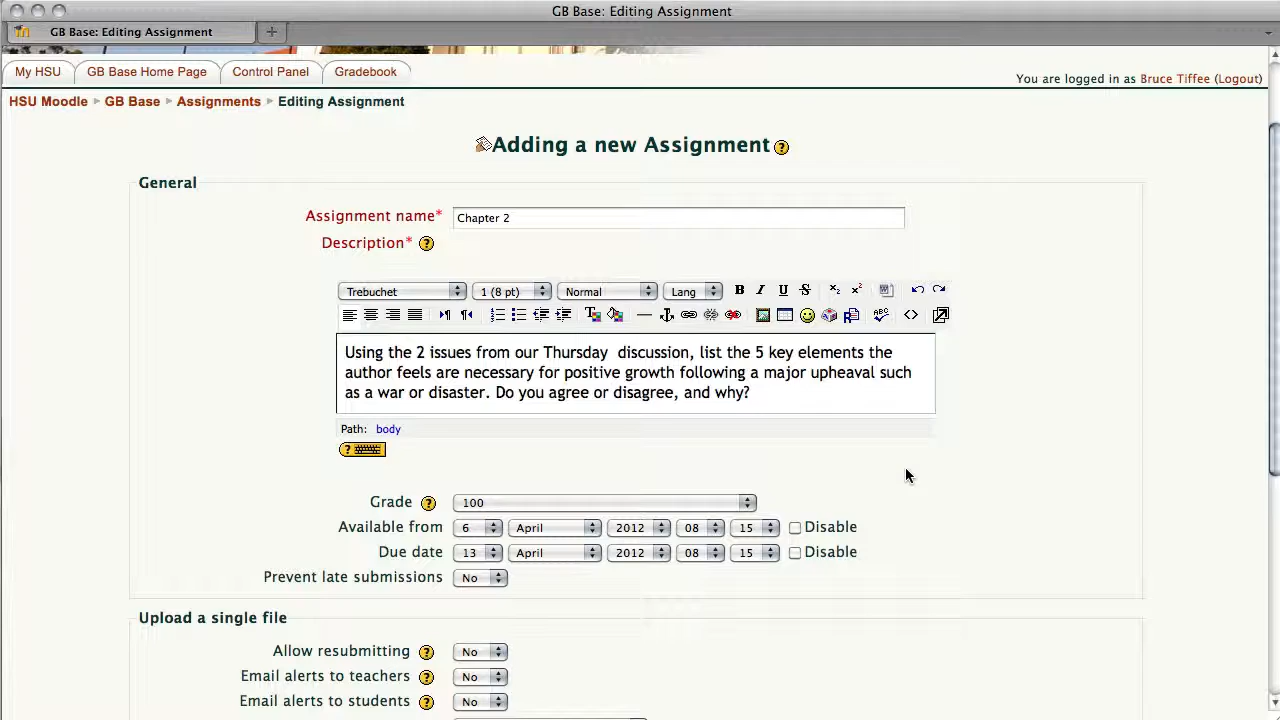 GB Base: Editing Assignment
GB Base: Editing Assignment
My HSU GB Base Home Page Control Panel Gradebook
You are logged in as Bruce Tiffee (Logout)
HSU Moodle ► GB Base ► Assignments ► Editing Assignment
Adding a new Assignment ?
General
Assignment name* Chapter 2
Description* ?
Trebuchet 1 (8 pt) Normal Lang B I U S x₂ x² W
T ABC <>
Using the 2 issues from our Thursday discussion, list the 5 key elements the
author feels are necessary for positive growth following a major upheaval such
as a war or disaster. Do you agree or disagree, and why?
Path: body
?
Grade ? 100
Available from 6 April 2012 08 15 Disable
Due date 13 April 2012 08 15 Disable
Prevent late submissions No
Upload a single file
Allow resubmitting ? No
Email alerts to teachers ? No
Email alerts to students ? No